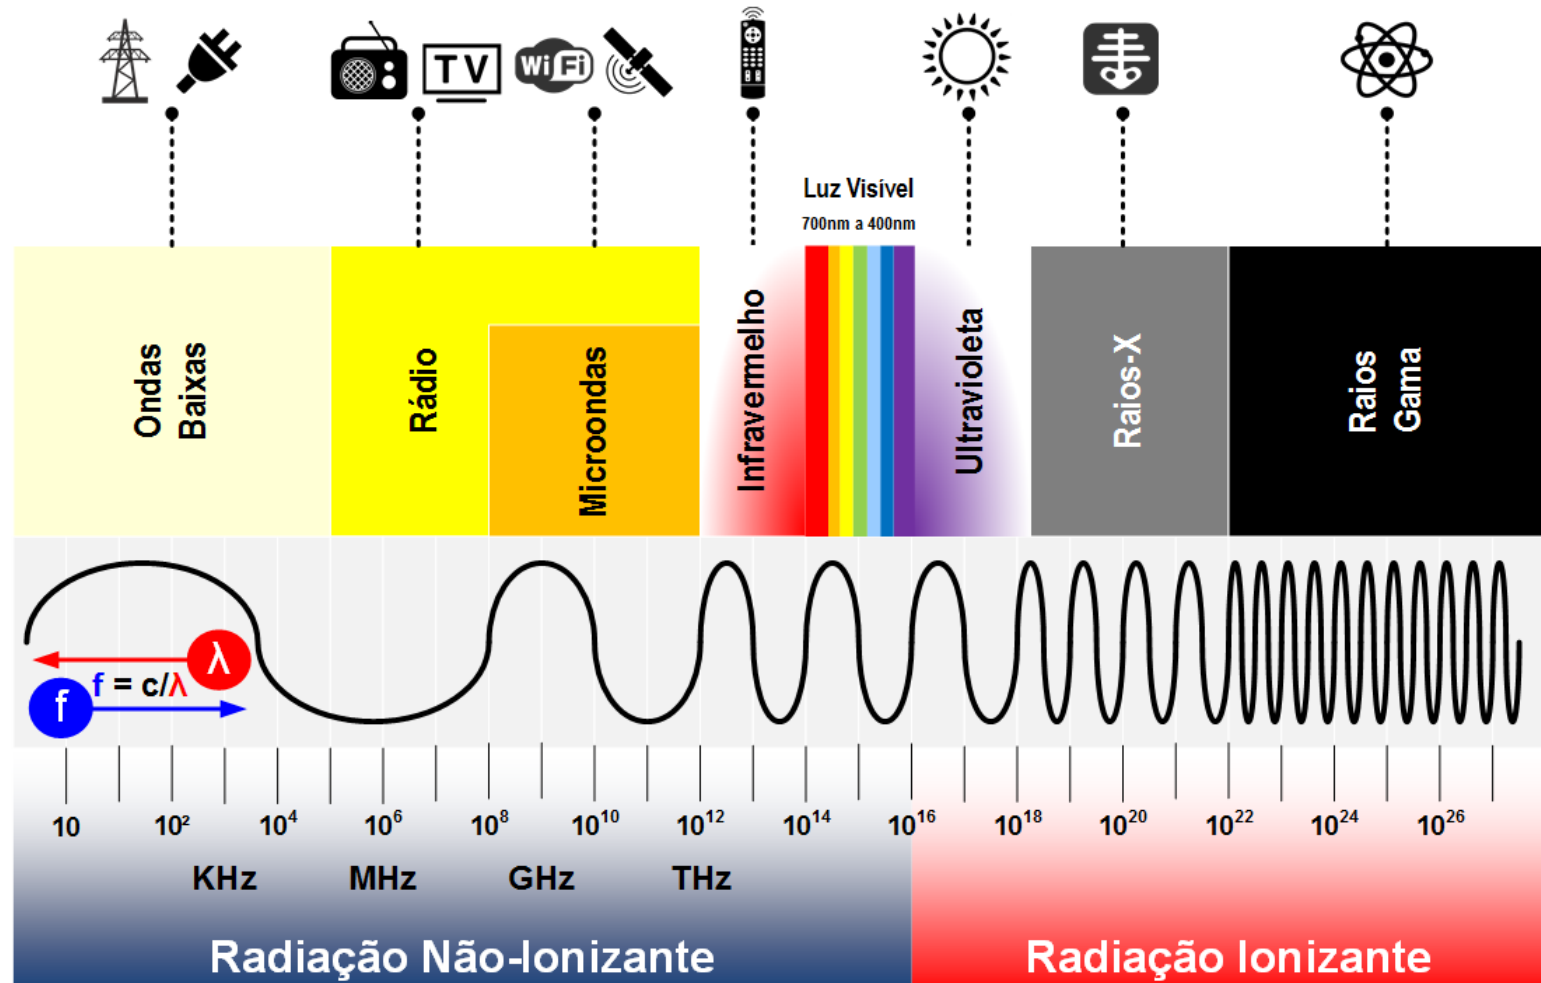 TV
WiFi
Luz Visível
700nm a 400nm
Ondas
Baixas
Rádio
Microondas
Infravermelho
Ultravioleta
Raios-X
Raios
Gama
λ
f = c/λ
f
10 10² 10⁴ 10⁶ 10⁸ 10¹⁰ 10¹² 10¹⁴ 10¹⁶ 10¹⁸ 10²⁰ 10²² 10²⁴ 10²⁶
KHz MHz GHz THz
Radiação Não-Ionizante Radiação Ionizante